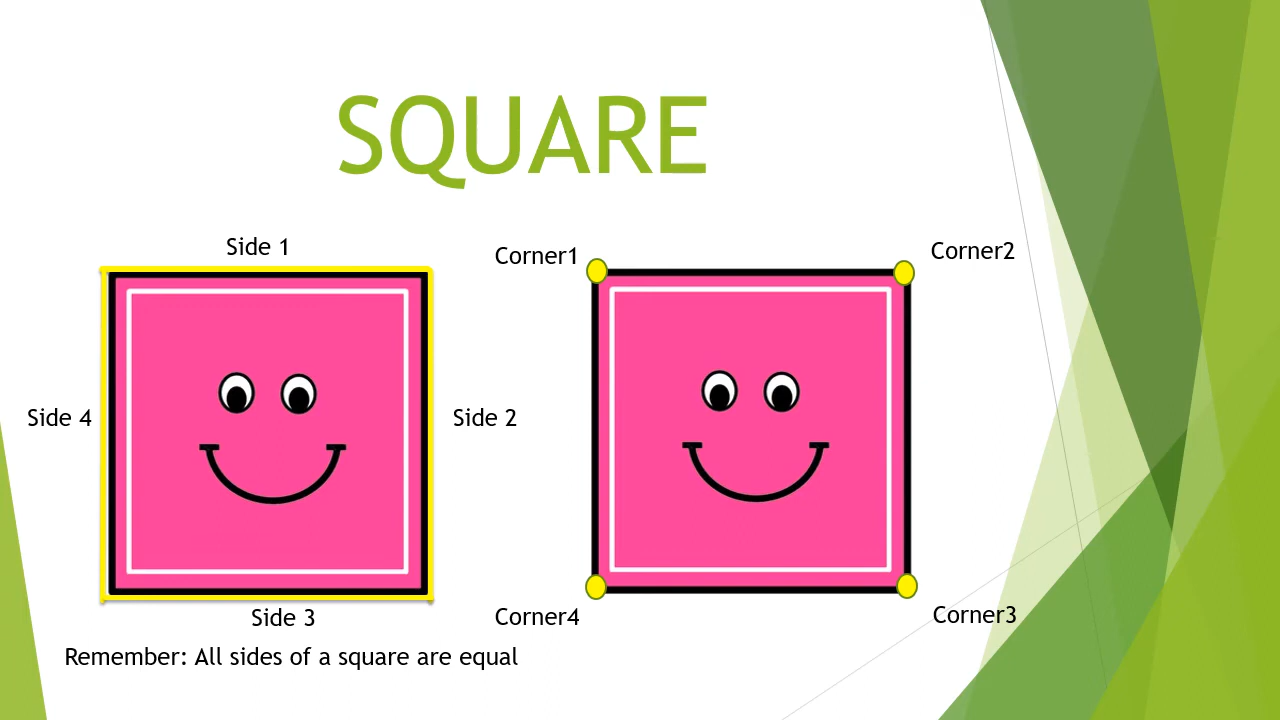 SQUARE
Side 1
Corner1
Corner2
Side 4
Side 2
Side 3
Corner4
Corner3
Remember: All sides of a square are equal